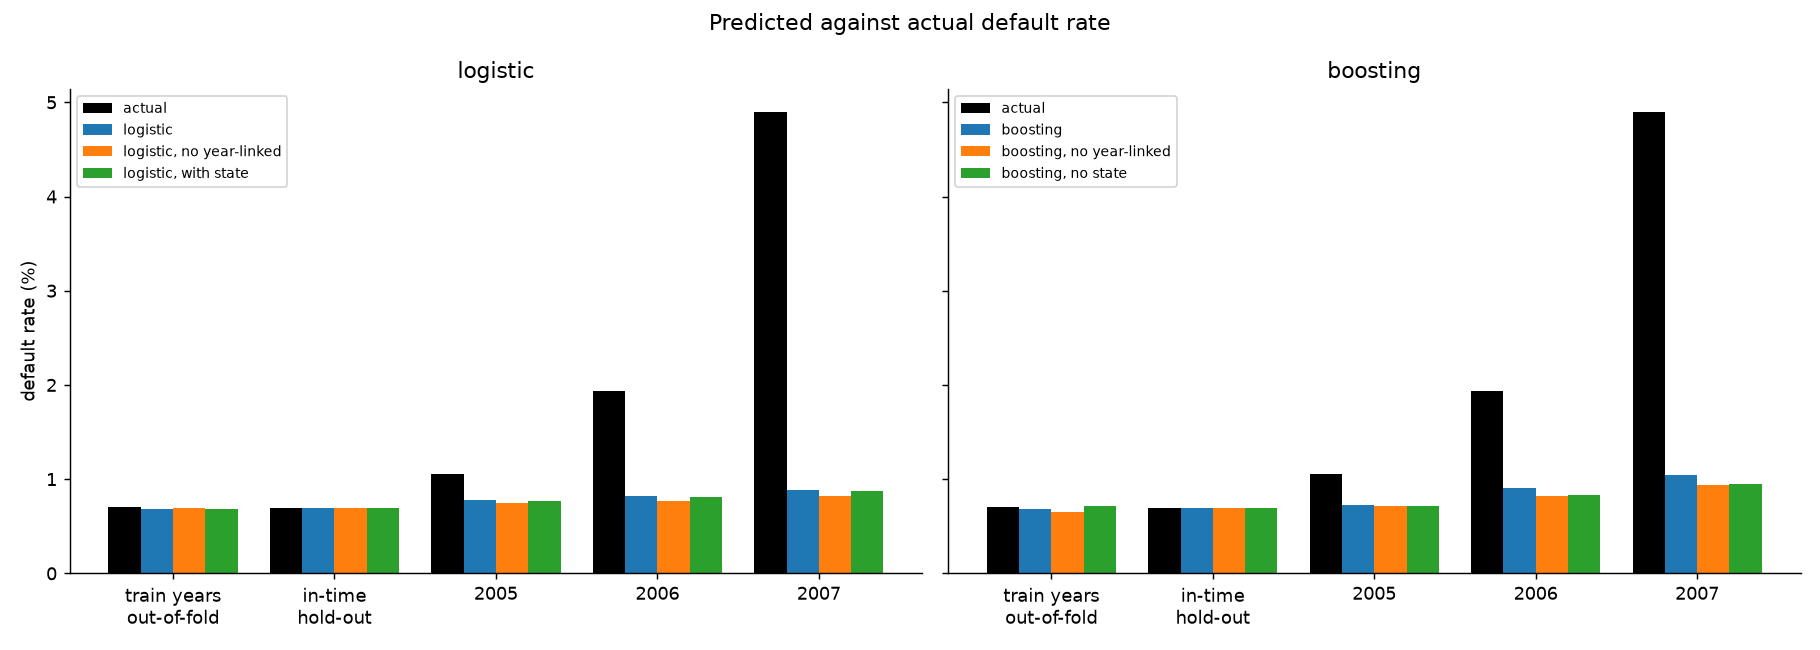 Predicted against actual default rate
logistic
default rate (%)
5
4
3
2
1
0
actual
logistic
logistic, no year-linked
logistic, with state
train years
out-of-fold
in-time
hold-out
2005
2006
2007
boosting
actual
boosting
boosting, no year-linked
boosting, no state
train years
out-of-fold
in-time
hold-out
2005
2006
2007